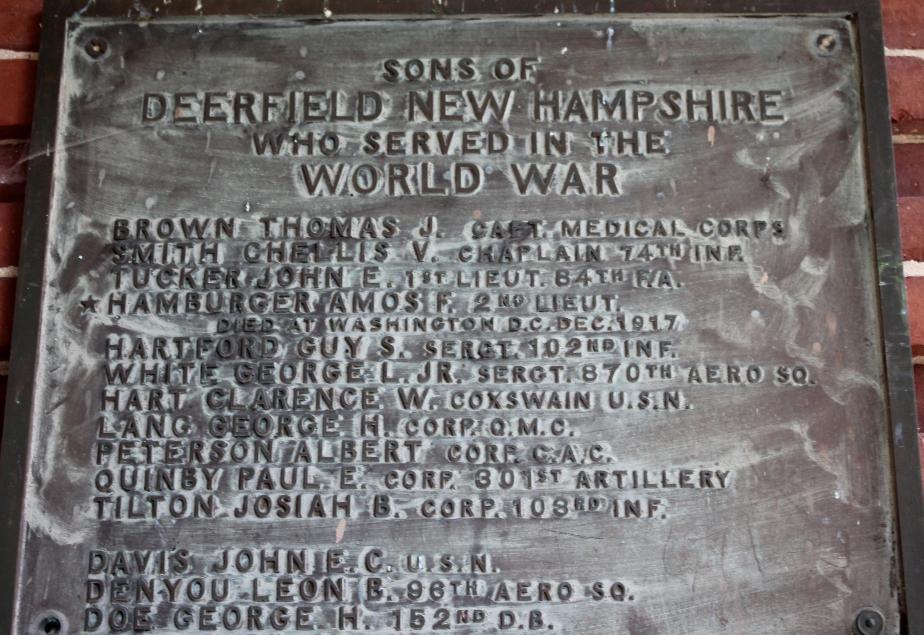 SONS OF
DEERFIELD NEW HAMPSHIRE
WHO SERVED IN THE
WORLD WAR
BROWN THOMAS J. CAPT. MEDICAL CORPS
SMITH CHELLIS V. CHAPLAIN 74TH INF.
TUCKER JOHN E. 1ST LIEUT. 64TH F.A.
★HAMBURGER AMOS F. 2ND LIEUT.
DIED AT WASHINGTON D.C. DEC. 1917
HARTFORD GUY S. SERGT. 102ND INF.
WHITE GEORGE L. JR. SERGT. 870TH AERO SQ.
HART CLARENCE W. COXSWAIN U.S.N.
LANG GEORGE H. CORP. Q.M.C.
PETERSON ALBERT CORP. C.A.C.
QUINBY PAUL E. CORP. 301ST ARTILLERY
TILTON JOSIAH B. CORP. 103RD INF.
DAVIS JOHN E.C. U.S.N.
DENYOU LEON B. 96TH AERO SQ.
DOE GEORGE H. 152ND D.B.